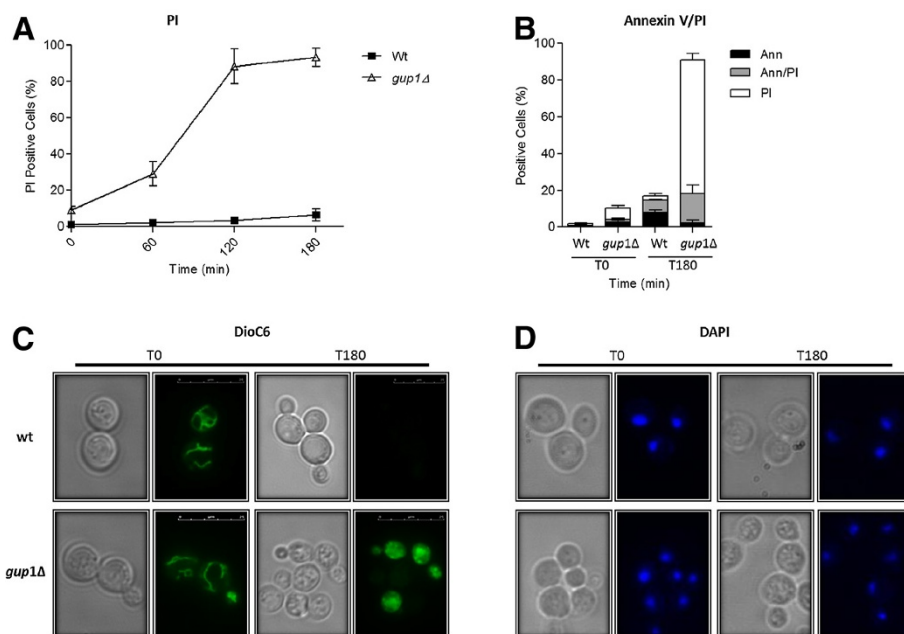 A
PI
PI Positive Cells (%)
100
80
60
40
20
0
0
60
120
180
Time (min)
Wt
gup1Δ
B
Annexin V/PI
Positive Cells (%)
100
80
60
40
20
0
Wt
gup1Δ
Wt
gup1Δ
T0
T180
Time (min)
Ann
Ann/PI
PI
C
DioC6
T0
T180
wt
gup1Δ
D
DAPI
T0
T180